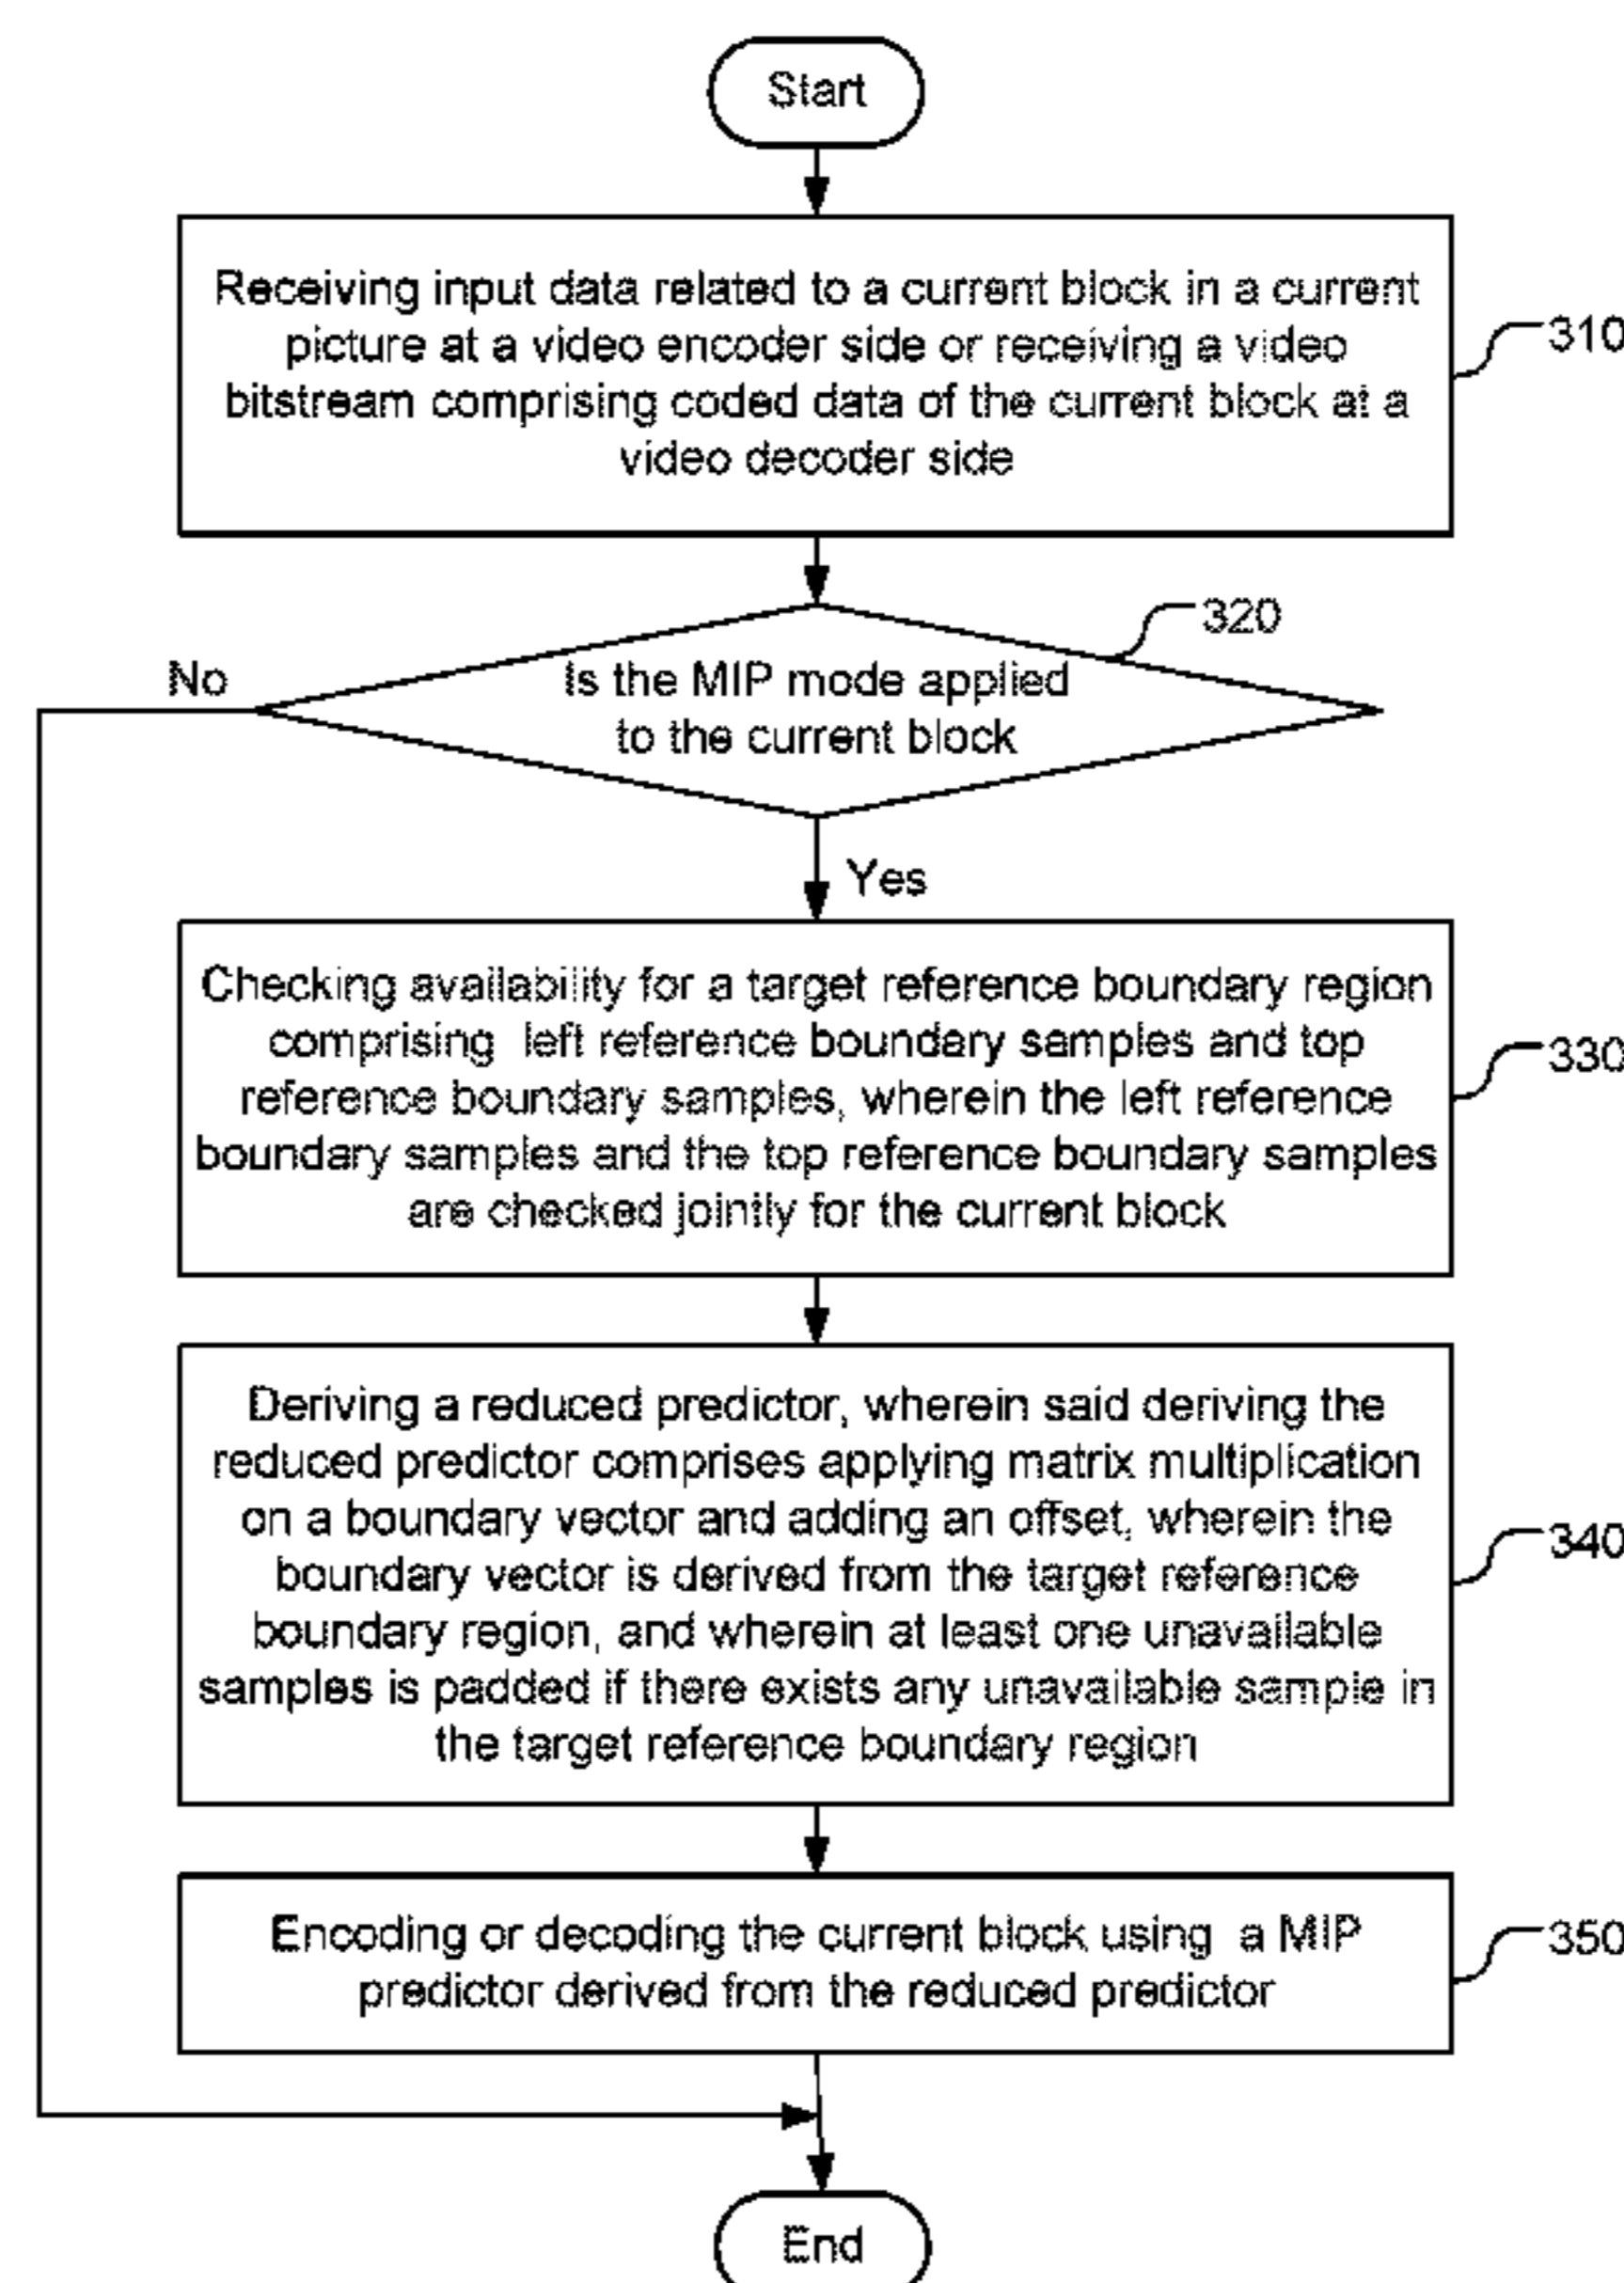 Start
Receiving input data related to a current block in a current
picture at a video encoder side or receiving a video
bitstream comprising coded data of the current block at a
video decoder side
310
320
No
Is the MIP mode applied
to the current block
Yes
Checking availability for a target reference boundary region
comprising left reference boundary samples and top
reference boundary samples, wherein the left reference
boundary samples and the top reference boundary samples
are checked jointly for the current block
330
Deriving a reduced predictor, wherein said deriving the
reduced predictor comprises applying matrix multiplication
on a boundary vector and adding an offset, wherein the
boundary vector is derived from the target reference
boundary region, and wherein at least one unavailable
samples is padded if there exists any unavailable sample in
the target reference boundary region
340
Encoding or decoding the current block using a MIP
predictor derived from the reduced predictor
350
End